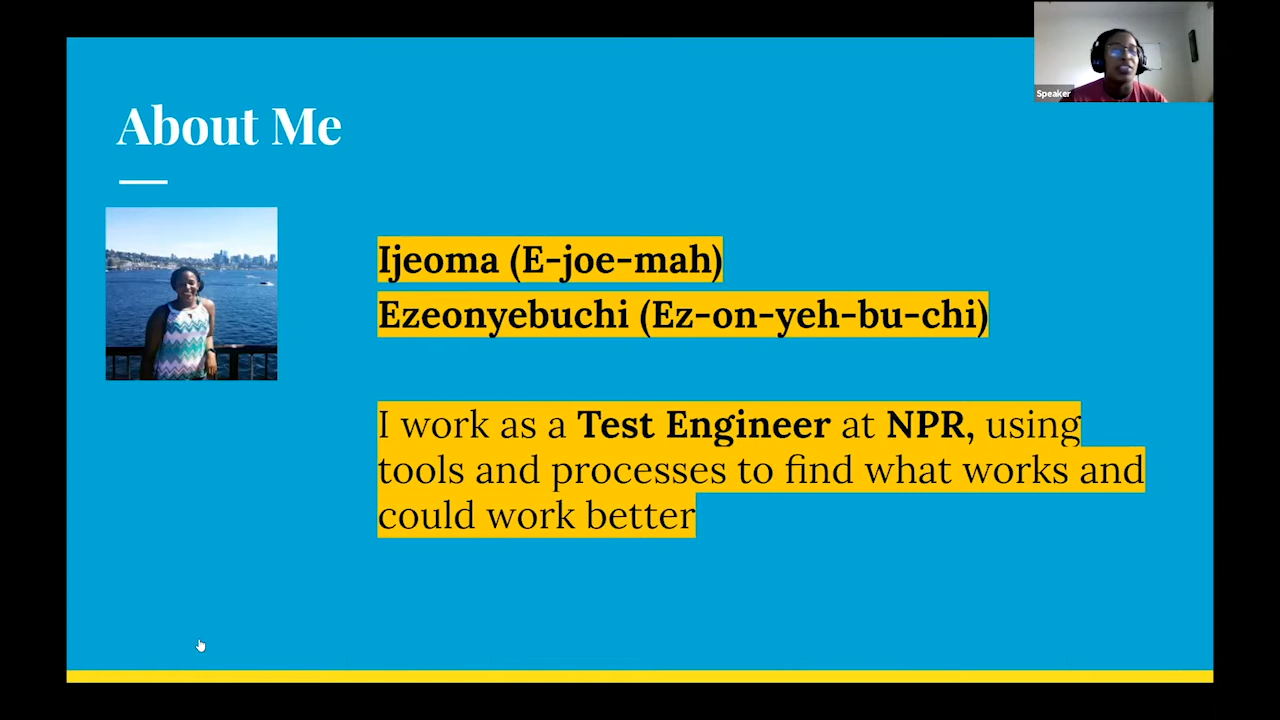 Speaker
About Me
Ijeoma (E-joe-mah)
Ezeonyebuchi (Ez-on-yeh-bu-chi)
I work as a Test Engineer at NPR, using
tools and processes to find what works and
could work better